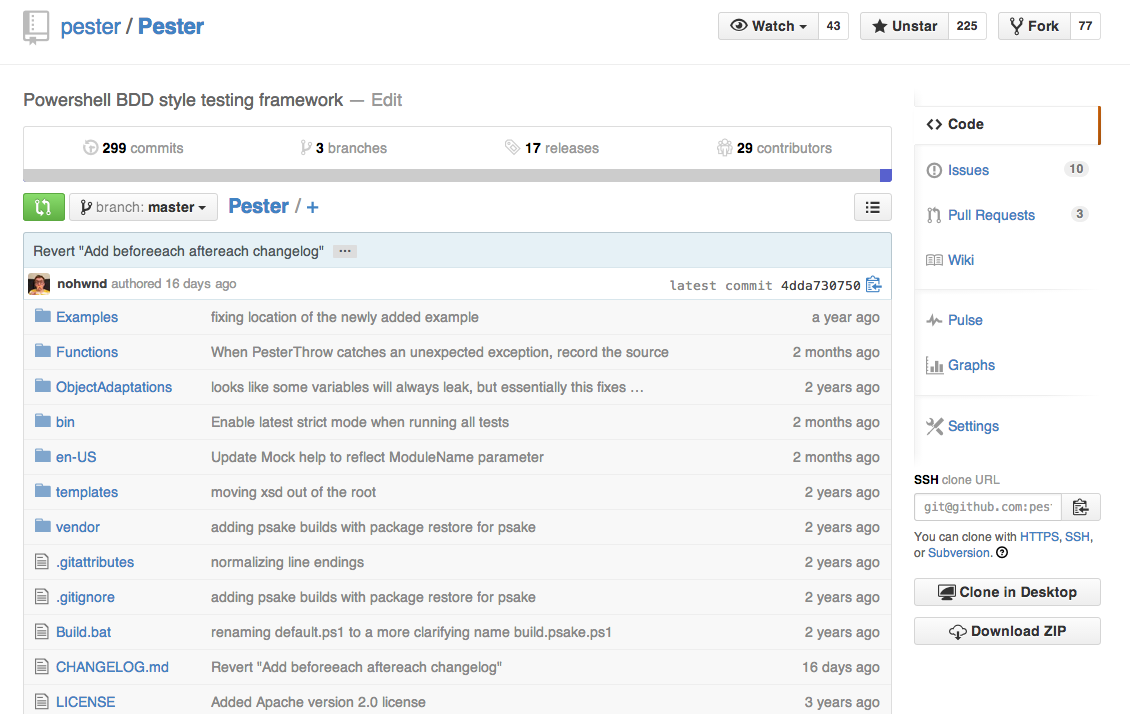 pester / Pester
Watch 43
Unstar 225
Fork 77
Powershell BDD style testing framework — Edit
299 commits
3 branches
17 releases
29 contributors
branch: master
Pester / +
Revert "Add beforeeach aftereach changelog" ...
nohwnd authored 16 days ago
latest commit 4dda730750
Examples fixing location of the newly added example a year ago
Functions When PesterThrow catches an unexpected exception, record the source 2 months ago
ObjectAdaptations looks like some variables will always leak, but essentially this fixes … 2 years ago
bin Enable latest strict mode when running all tests 2 months ago
en-US Update Mock help to reflect ModuleName parameter 2 months ago
templates moving xsd out of the root 2 years ago
vendor adding psake builds with package restore for psake 2 years ago
.gitattributes normalizing line endings 2 years ago
.gitignore adding psake builds with package restore for psake 2 years ago
Build.bat renaming default.ps1 to a more clarifying name build.psake.ps1 2 years ago
CHANGELOG.md Revert "Add beforeeach aftereach changelog" 16 days ago
LICENSE Added Apache version 2.0 license 3 years ago
Code
Issues 10
Pull Requests 3
Wiki
Pulse
Graphs
Settings
SSH clone URL
git@github.com:pes
You can clone with HTTPS, SSH,
or Subversion.
Clone in Desktop
Download ZIP